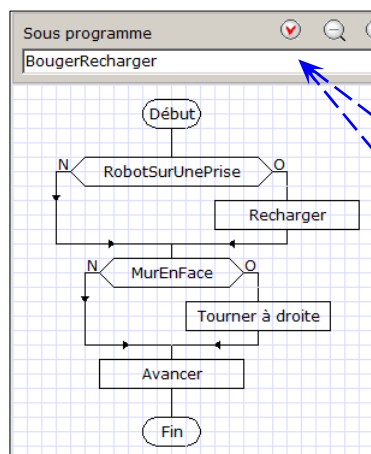 Sous programme
BougerRecharger
Début
N RobotSurUnePrise O
Recharger
N MurEnFace O
Tourner à droite
Avancer
Fin